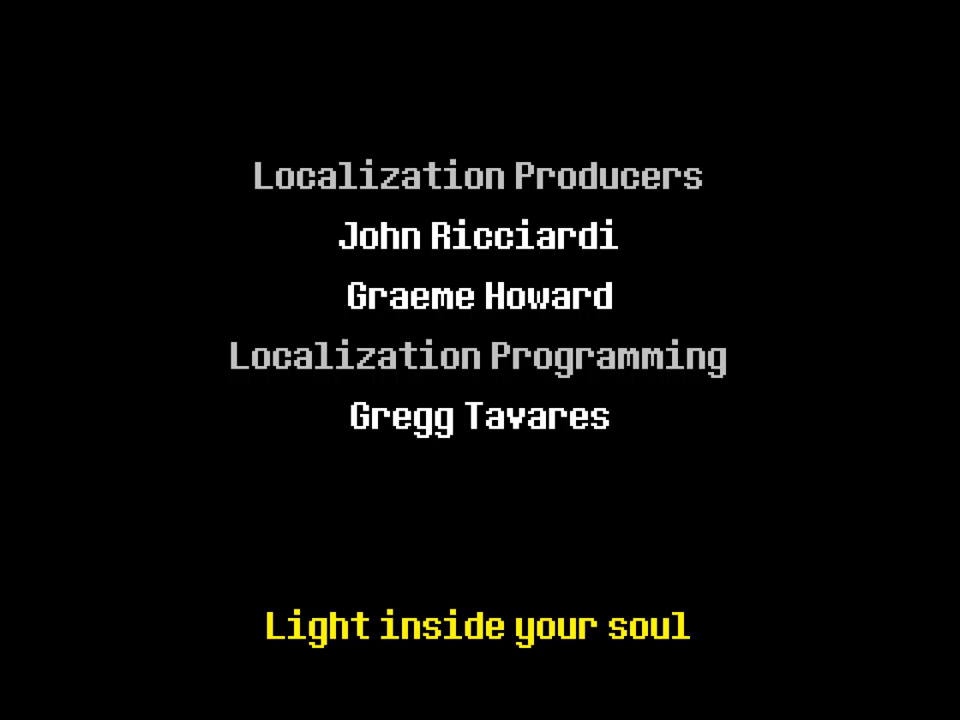 Localization Producers
John Ricciardi
Graeme Howard
Localization Programming
Gregg Tavares
Light inside your soul